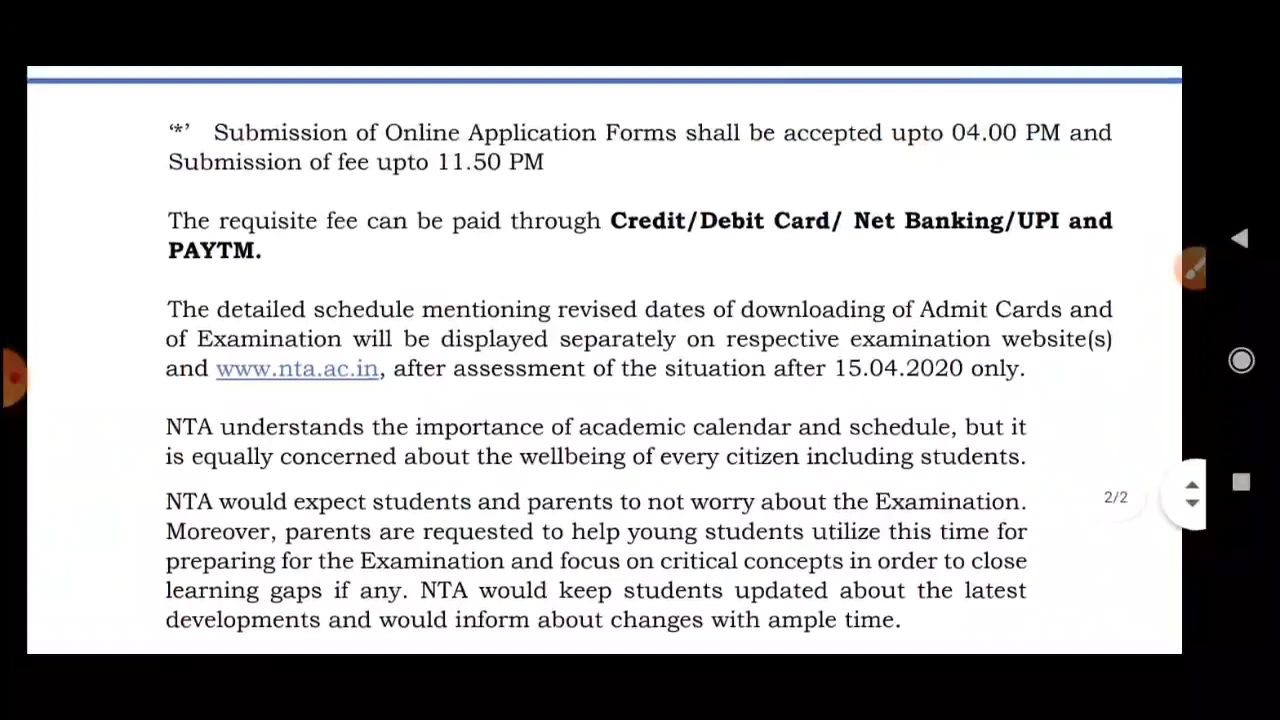 ‘*’ Submission of Online Application Forms shall be accepted upto 04.00 PM and
Submission of fee upto 11.50 PM
The requisite fee can be paid through Credit/Debit Card/ Net Banking/UPI and
PAYTM.
The detailed schedule mentioning revised dates of downloading of Admit Cards and
of Examination will be displayed separately on respective examination website(s)
and www.nta.ac.in, after assessment of the situation after 15.04.2020 only.
NTA understands the importance of academic calendar and schedule, but it
is equally concerned about the wellbeing of every citizen including students.
NTA would expect students and parents to not worry about the Examination.
2/2
Moreover, parents are requested to help young students utilize this time for
preparing for the Examination and focus on critical concepts in order to close
learning gaps if any. NTA would keep students updated about the latest
developments and would inform about changes with ample time.